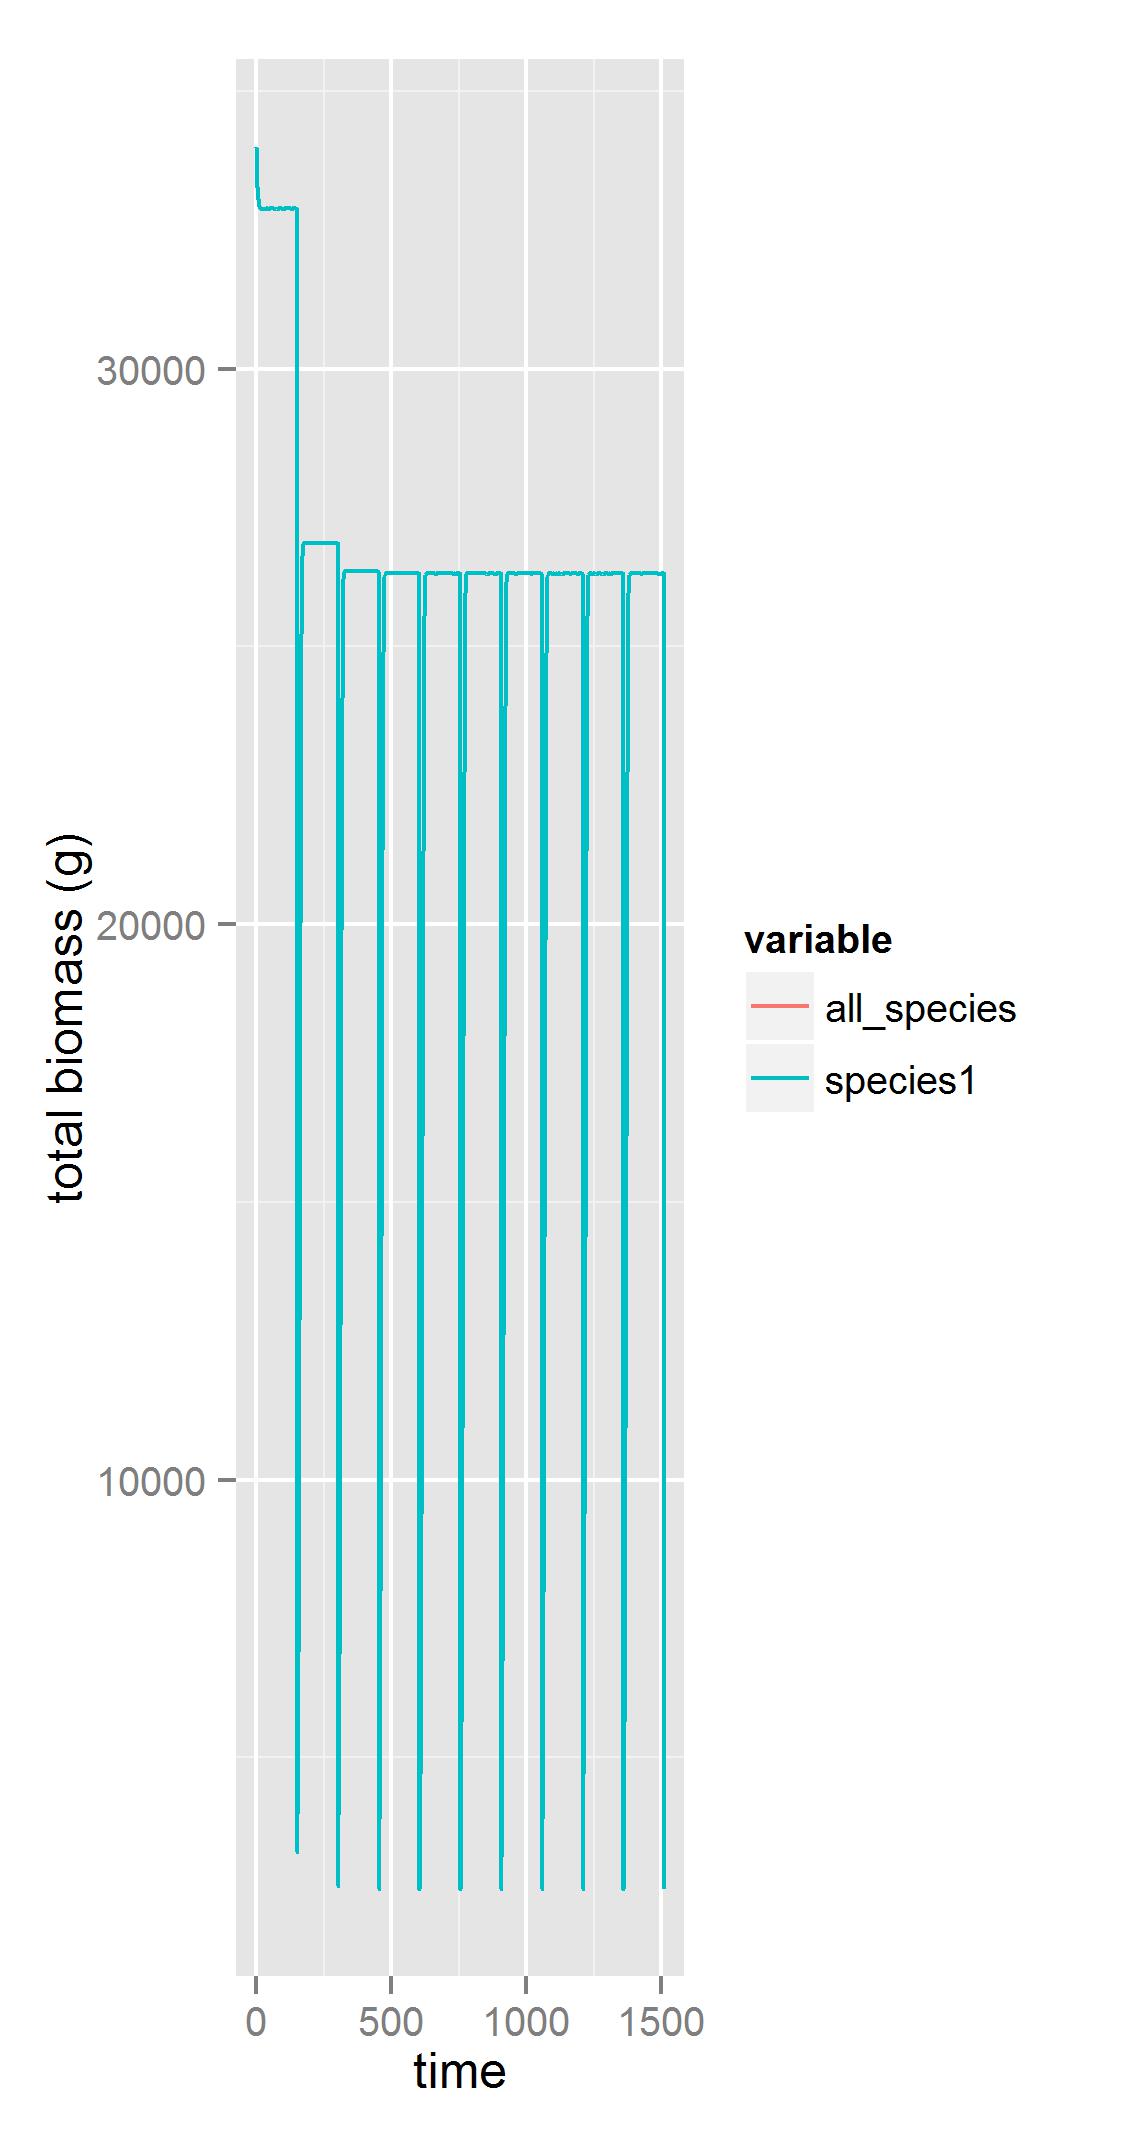 30000
20000
10000
total biomass (g)
0 500 1000 1500
time
variable
all_species
species1